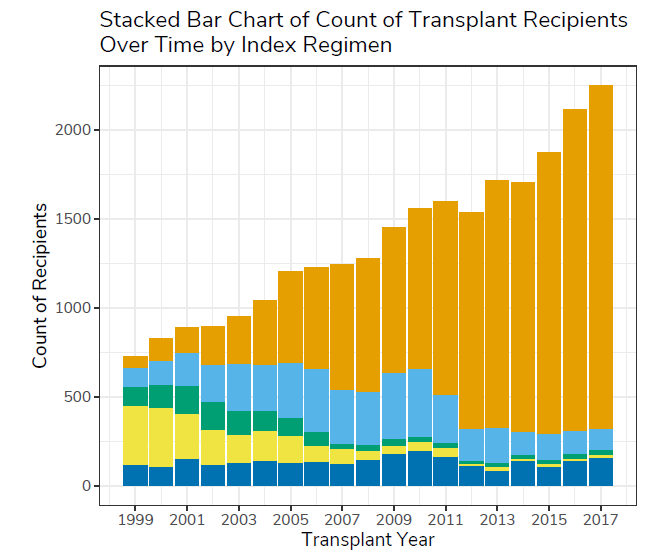 Stacked Bar Chart of Count of Transplant Recipients
Over Time by Index Regimen
Count of Recipients
2000
1500
1000
500
0
1999 2001 2003 2005 2007 2009 2011 2013 2015 2017
Transplant Year